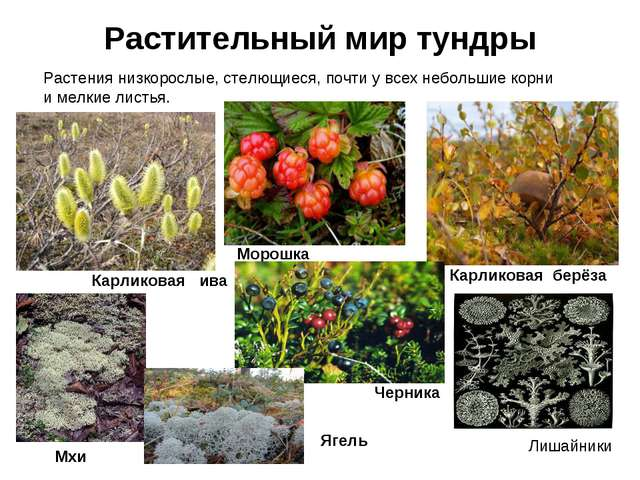 Растительный мир тундры
Растения низкорослые, стелющиеся, почти у всех небольшие корни
и мелкие листья.
Морошка
Карликовая ива
Карликовая берёза
Черника
Ягель
Лишайники
Мхи